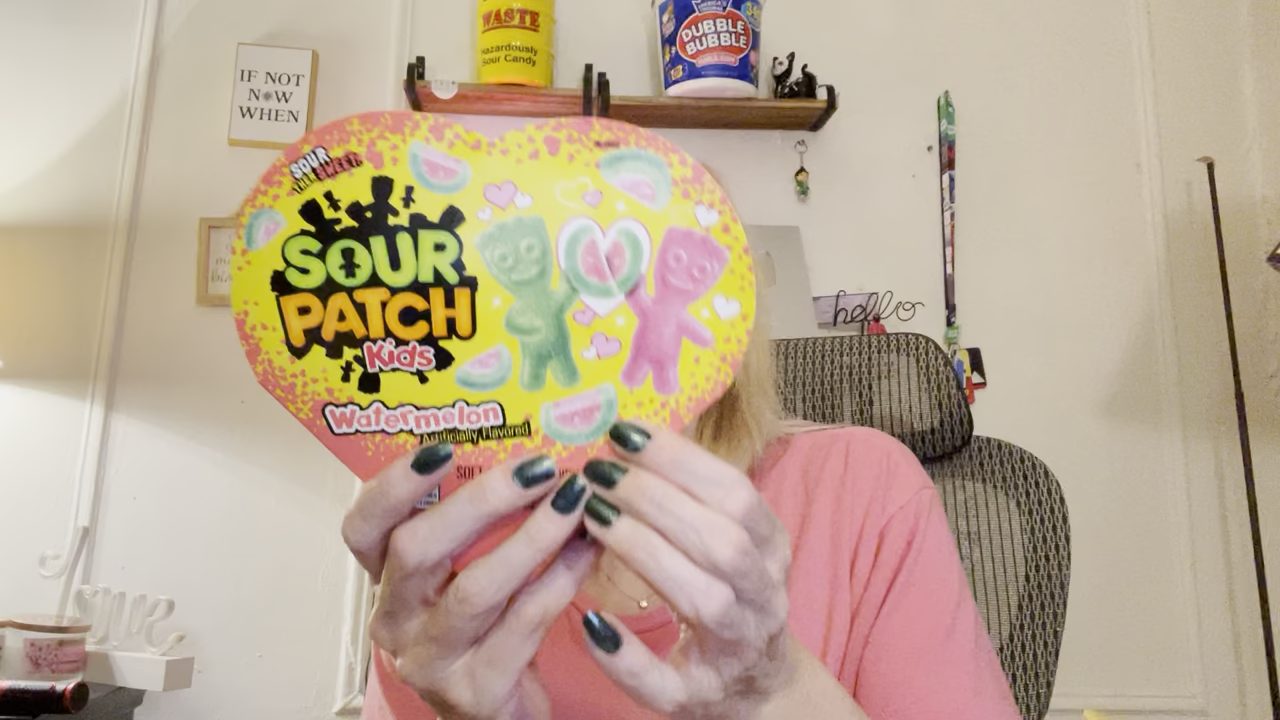 WASTE
Hazardously
Sour Candy
DUBBLE
BUBBLE
IF NOT
NOW
WHEN
SOUR
THEN SWEET
SOUR
PATCH
Kids
Watermelon
Artificially Flavored
hello